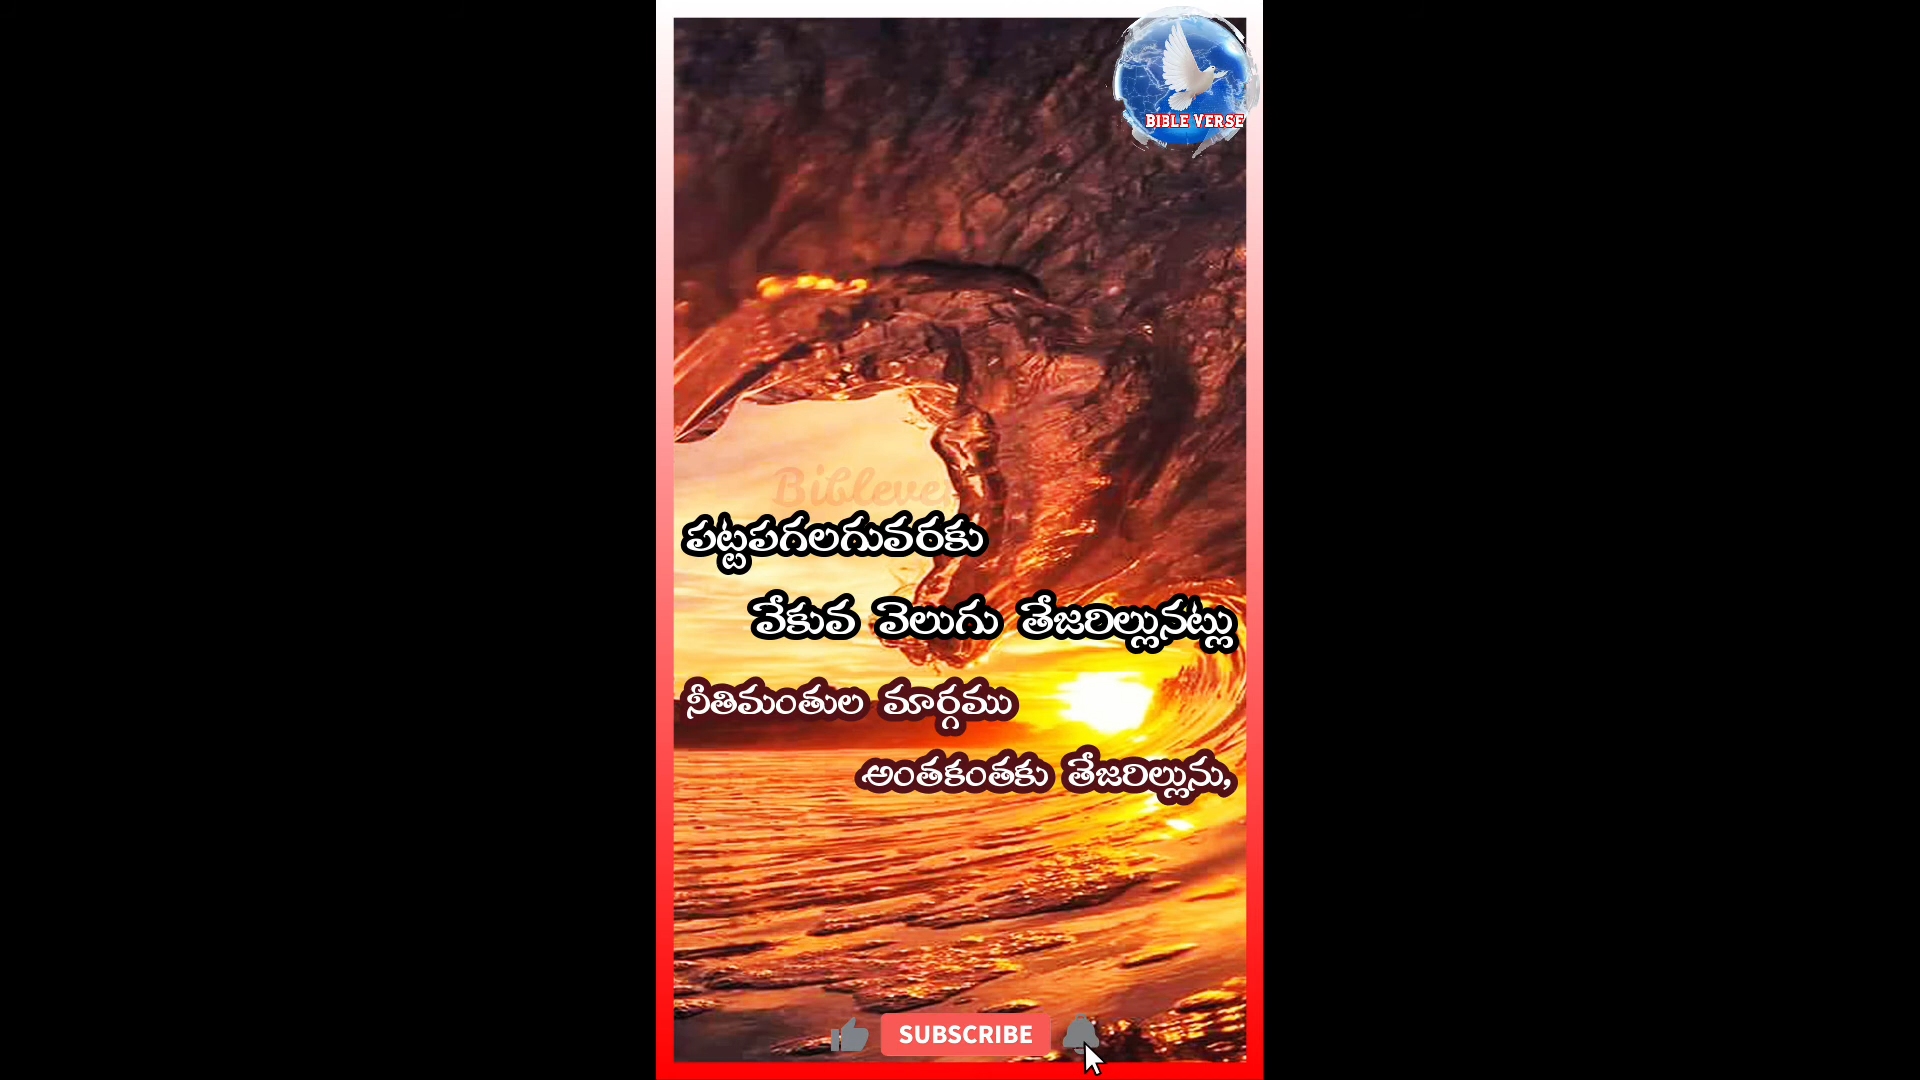 BIBLE VERSE
పట్టపగలగువరకు
వేకువ వెలుగు తేజరిల్లునట్లు
నీతిమంతుల మార్గము
అంతకంతకు తేజరిల్లును,
SUBSCRIBE